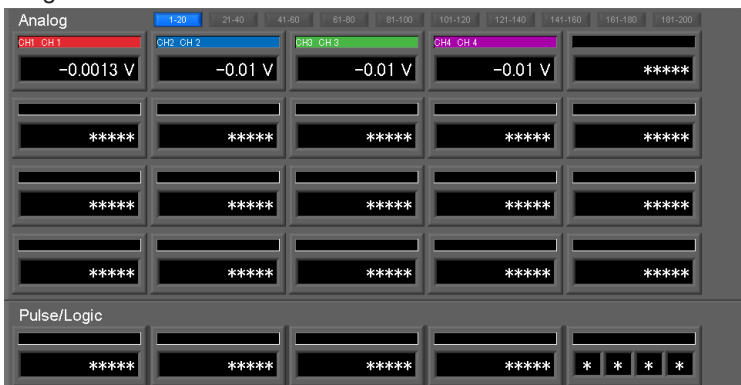 Analog 1-20 21-40 41-60 61-80 81-100 101-120 121-140 141-160 161-180 181-200
CH1 CH 1 CH2 CH 2 CH3 CH 3 CH4 CH 4
-0.0013 V -0.01 V -0.01 V -0.01 V *****
***** ***** ***** ***** *****
***** ***** ***** ***** *****
***** ***** ***** ***** *****
Pulse/Logic
***** ***** ***** ***** * * * *